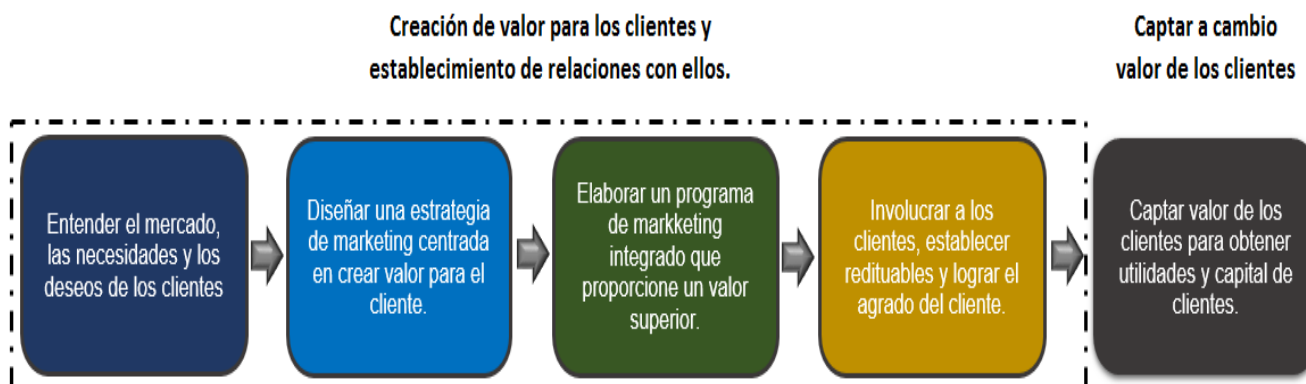 Creación de valor para los clientes y
establecimiento de relaciones con ellos.
Captar a cambio
valor de los clientes
Entender el mercado,
las necesidades y los
deseos de los clientes
Diseñar una estrategia
de marketing centrada
en crear valor para el
cliente.
Elaborar un programa
de markketing
integrado que
proporcione un valor
superior.
Involucrar a los
clientes, establecer
redituables y lograr el
agrado del cliente.
Captar valor de los
clientes para obtener
utilidades y capital de
clientes.